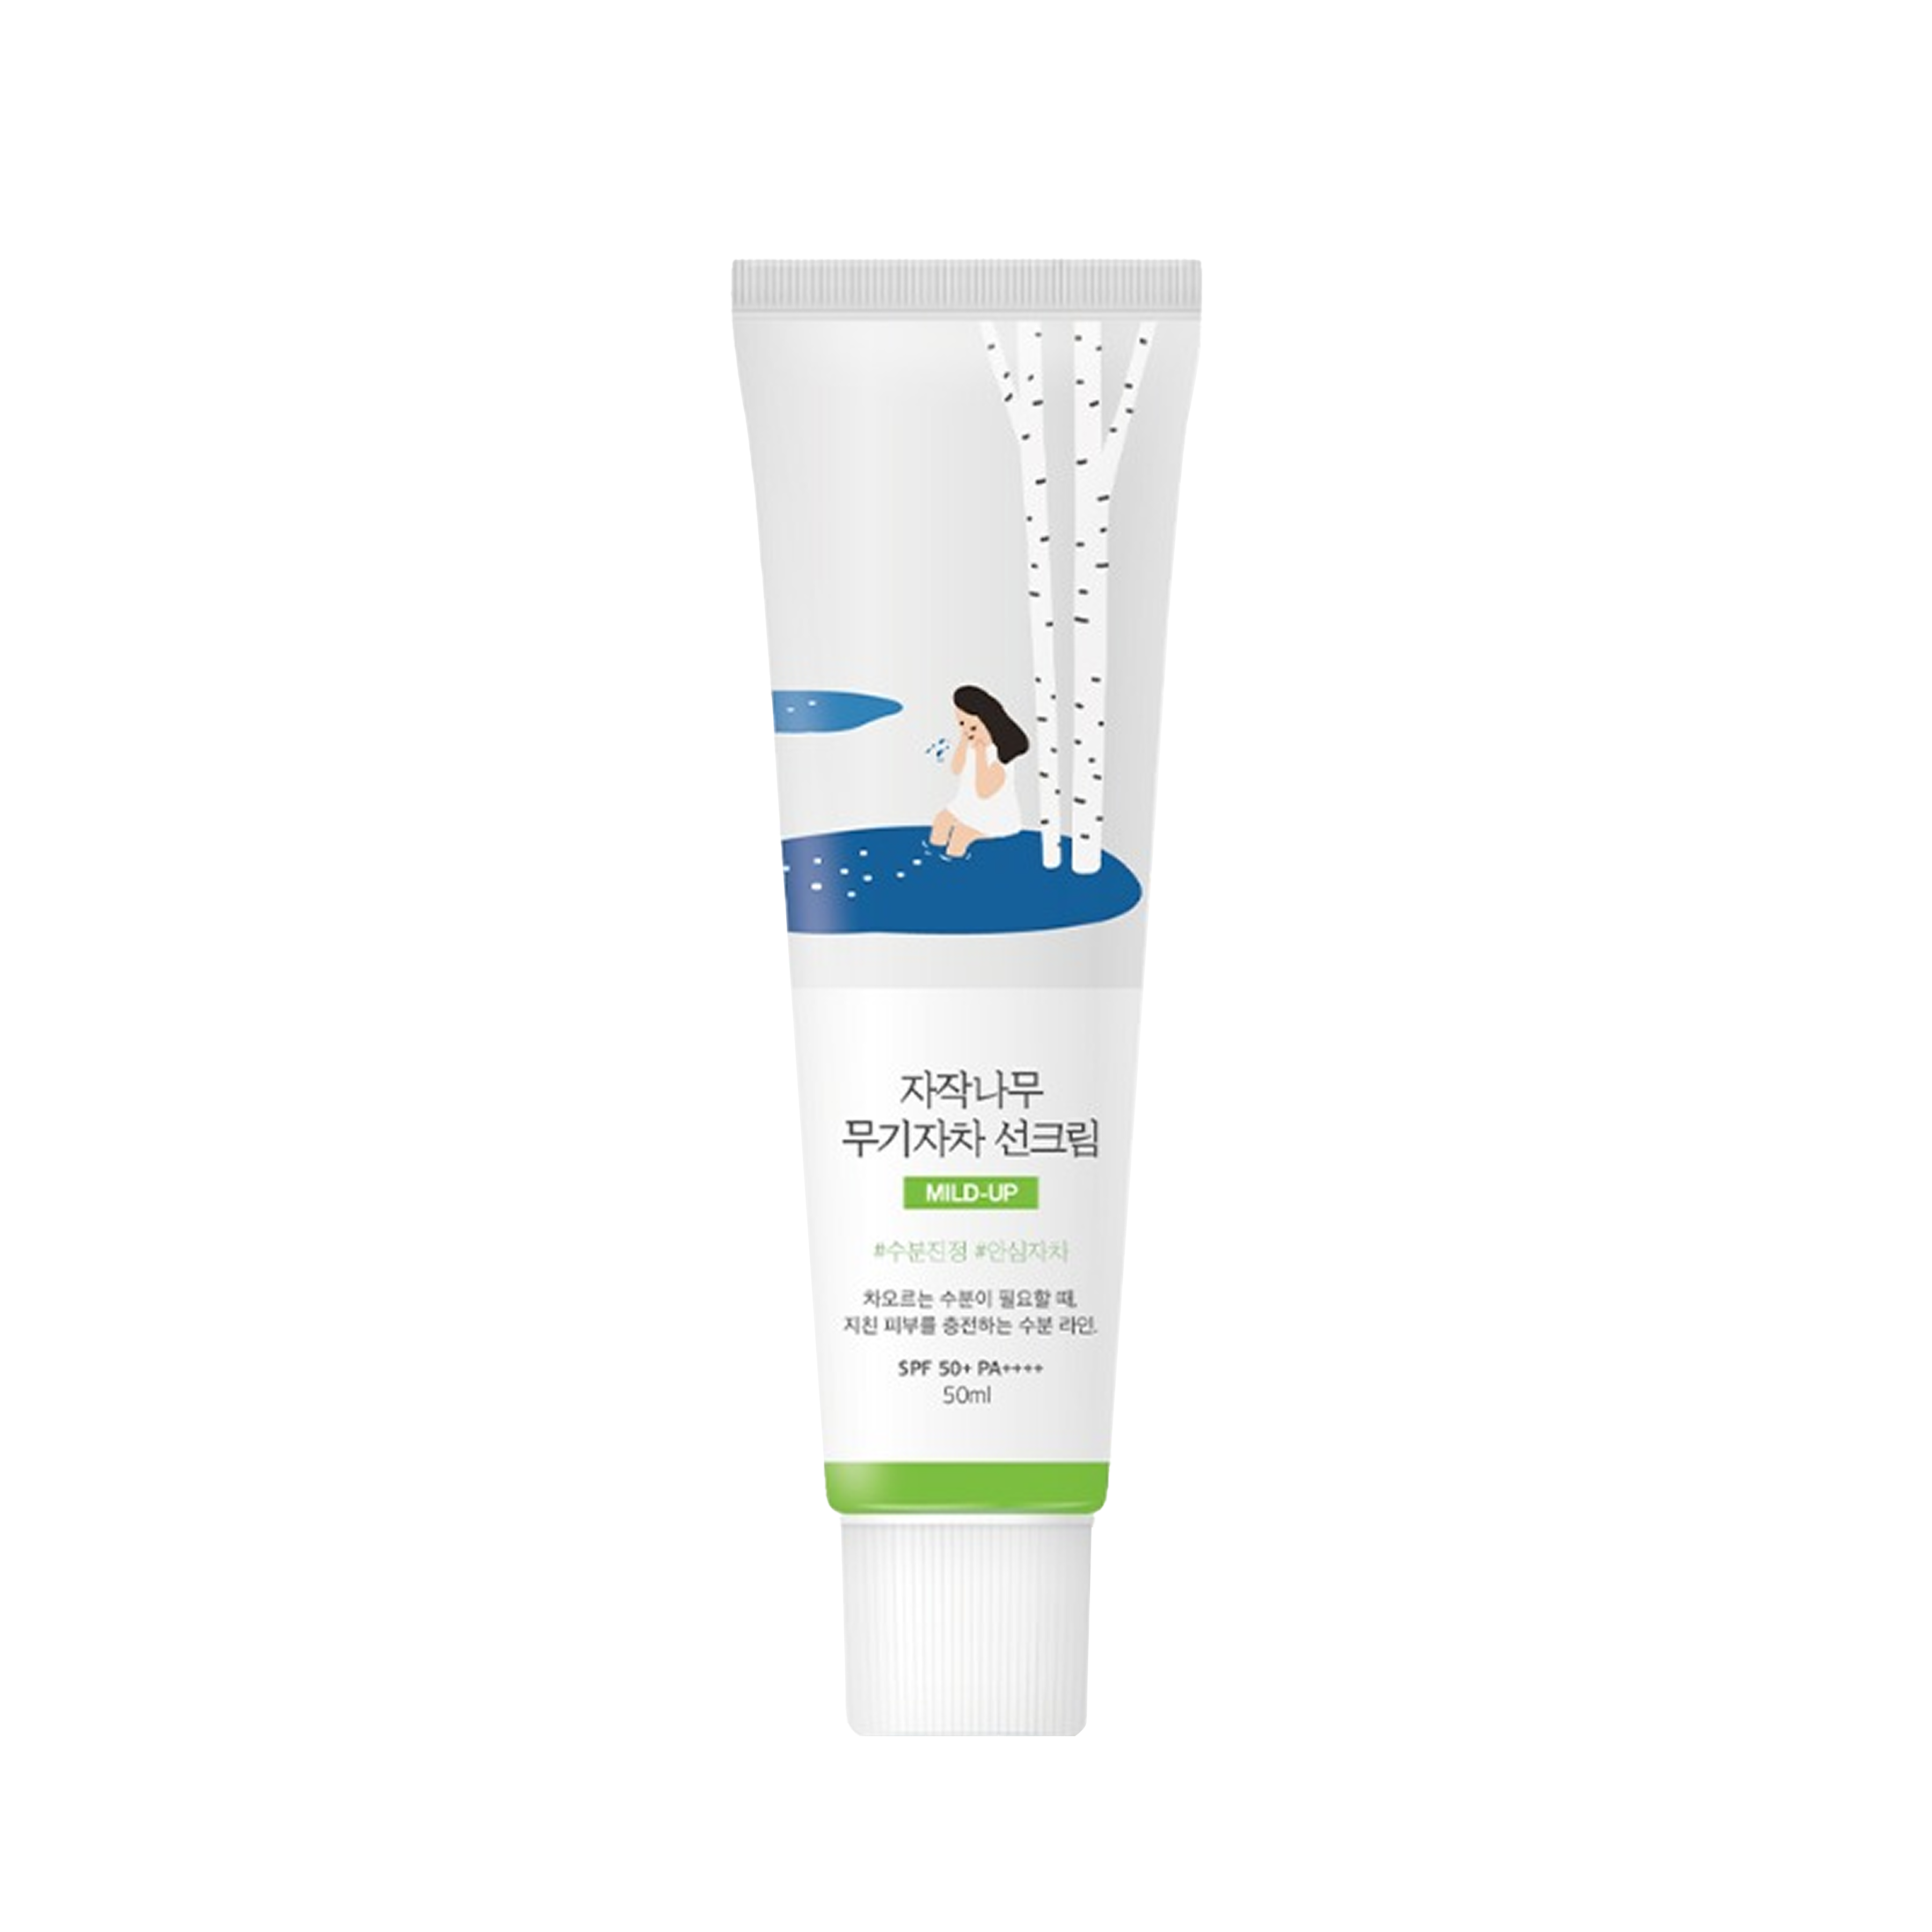 자작나무
무기자차 선크림
MILD-UP
#수분진정 #안심자차
차오르는 수분이 필요할 때,
지친 피부를 충전하는 수분 라인.
SPF 50+ PA++++
50ml